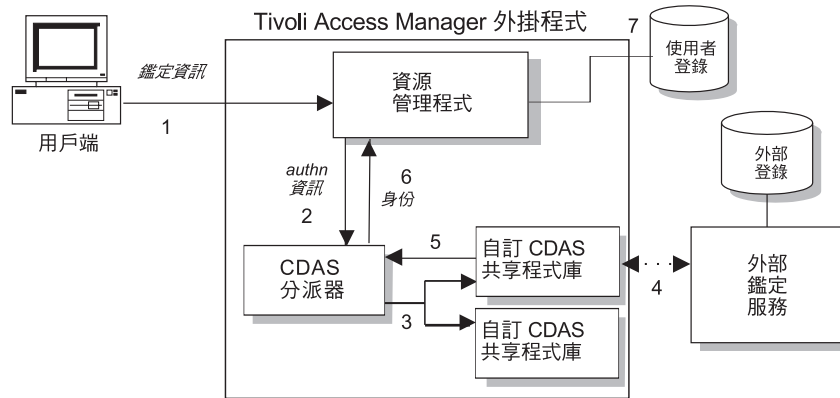 Tivoli Access Manager 外掛程式
7
使用者
登錄
鑑定資訊
1
用戶端
資源
管理程式
外部
登錄
authn
資訊
2
6
身份
CDAS
分派器
5
3
自訂 CDAS
共享程式庫
自訂 CDAS
共享程式庫
4
外部
鑑定
服務